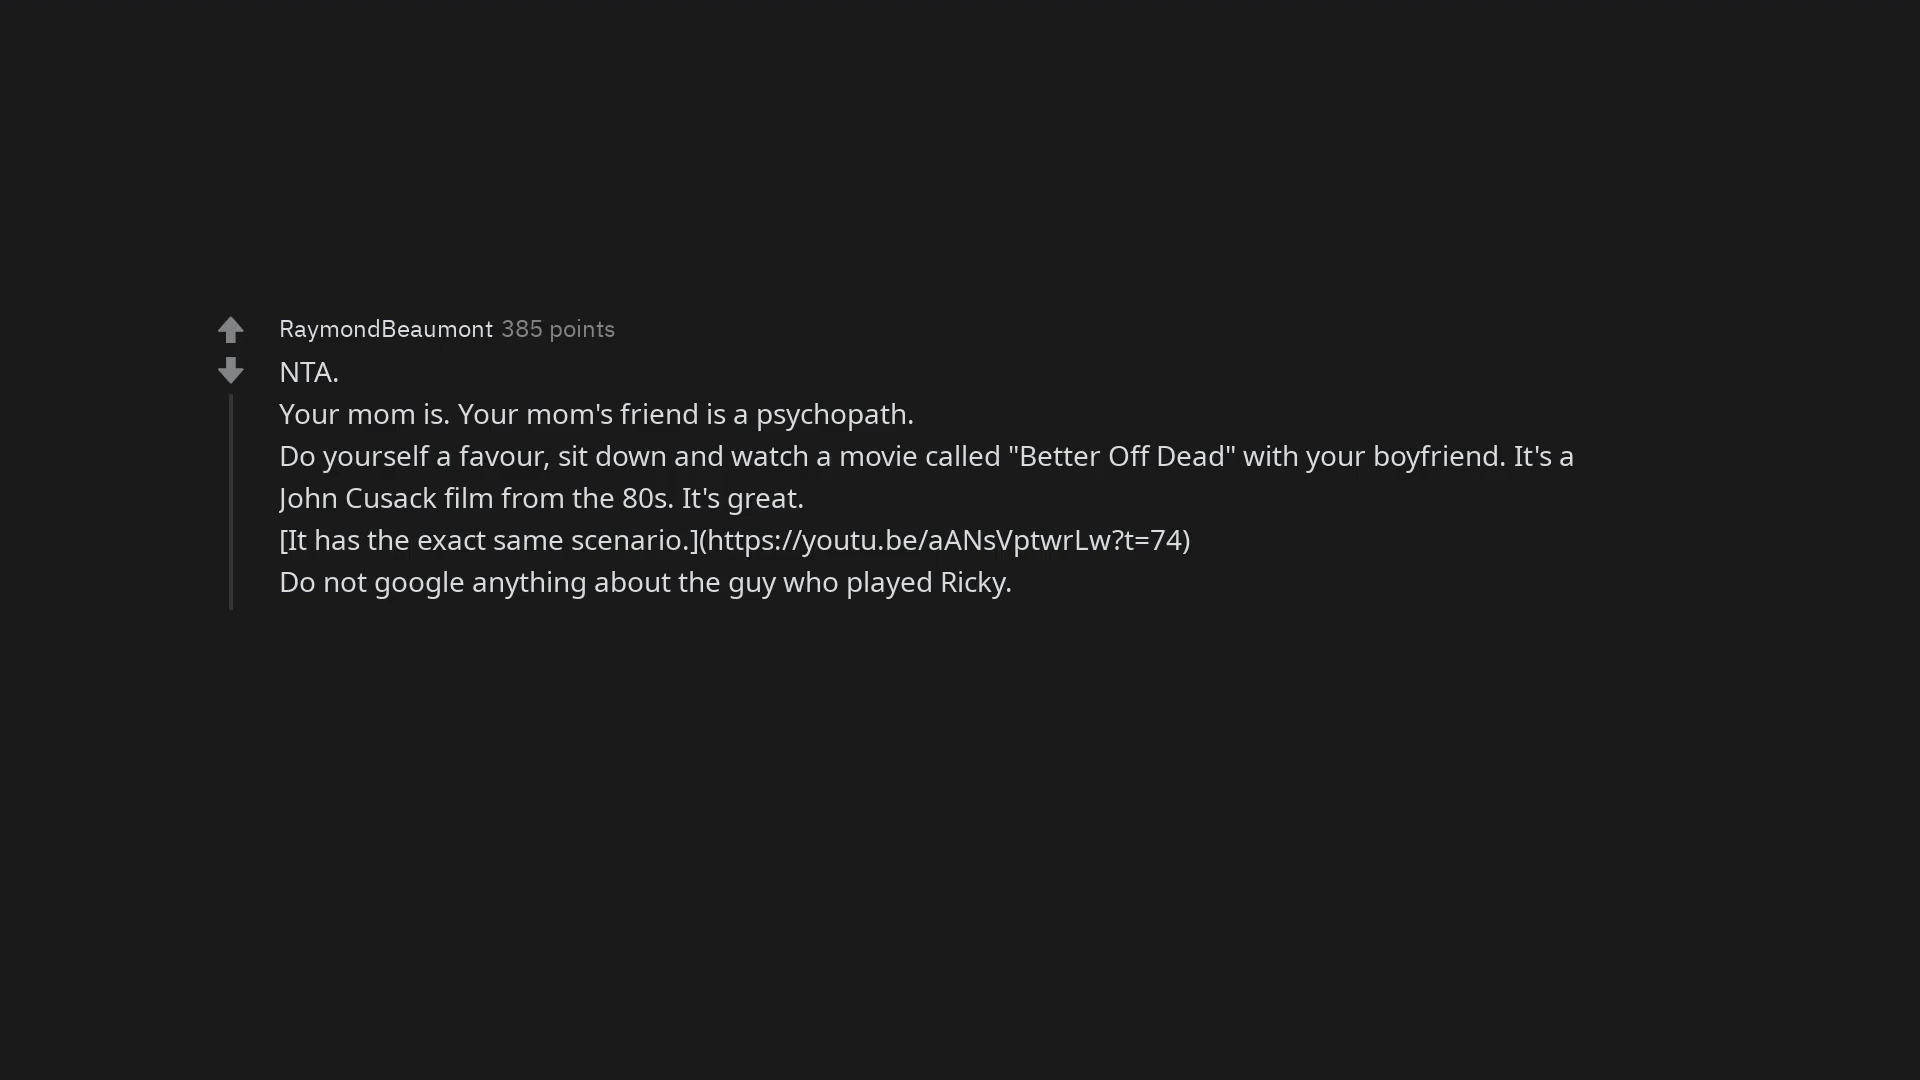 RaymondBeaumont 385 points
NTA.
Your mom is. Your mom's friend is a psychopath.
Do yourself a favour, sit down and watch a movie called "Better Off Dead" with your boyfriend. It's a
John Cusack film from the 80s. It's great.
[It has the exact same scenario.](https://youtu.be/aANsVptwrLw?t=74)
Do not google anything about the guy who played Ricky.